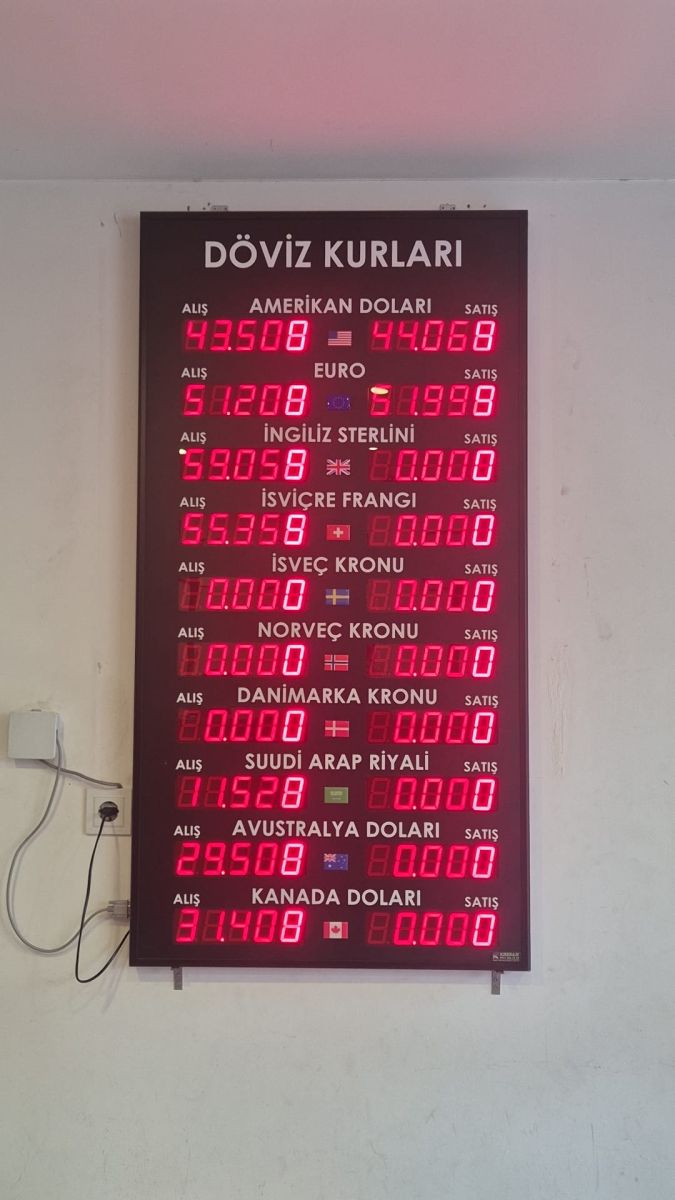 DÖVİZ KURLARI
ALIŞ AMERİKAN DOLARI SATIŞ
43.508 44.068
ALIŞ EURO SATIŞ
51.208 51.998
ALIŞ İNGİLİZ STERLİNİ SATIŞ
59.058 0.000
ALIŞ İSVİÇRE FRANGI SATIŞ
55.358 0.000
ALIŞ İSVEÇ KRONU SATIŞ
0.000 0.000
ALIŞ NORVEÇ KRONU SATIŞ
0.000 0.000
ALIŞ DANİMARKA KRONU SATIŞ
0.000 0.000
ALIŞ SUUDİ ARAP RİYALİ SATIŞ
11.528 0.000
ALIŞ AVUSTRALYA DOLARI SATIŞ
29.508 0.000
ALIŞ KANADA DOLARI SATIŞ
31.408 0.000